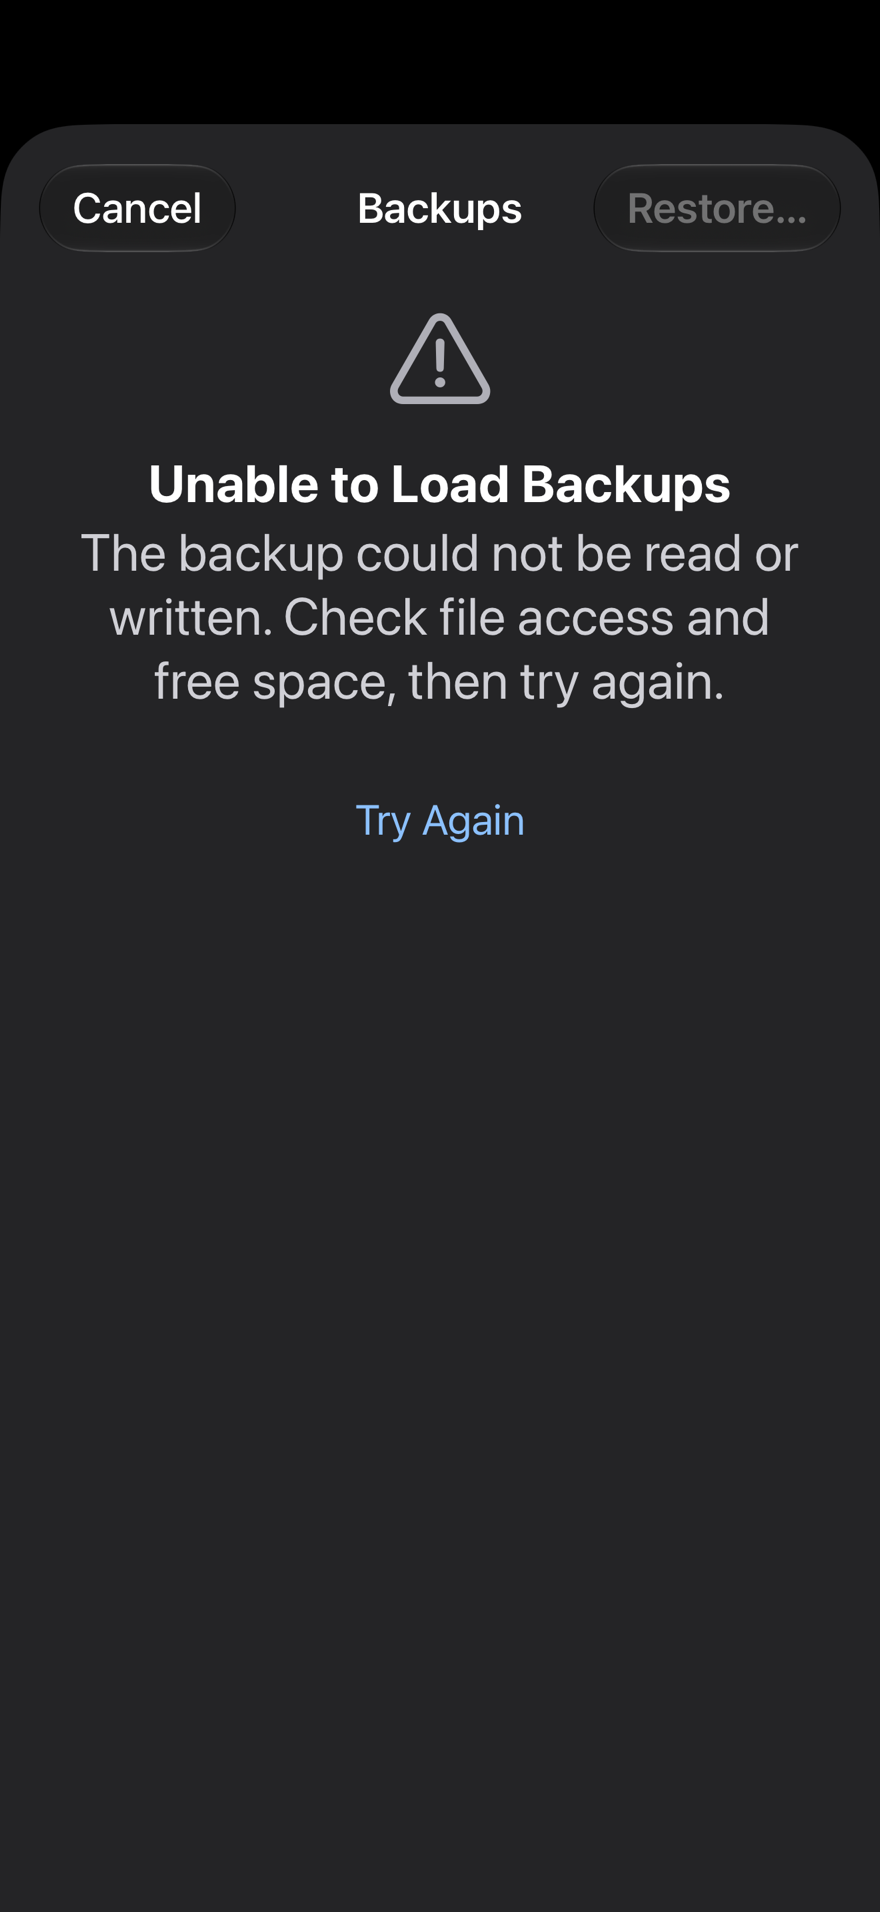 Cancel
Backups
Restore...
Unable to Load Backups
The backup could not be read or
written. Check file access and
free space, then try again.
Try Again